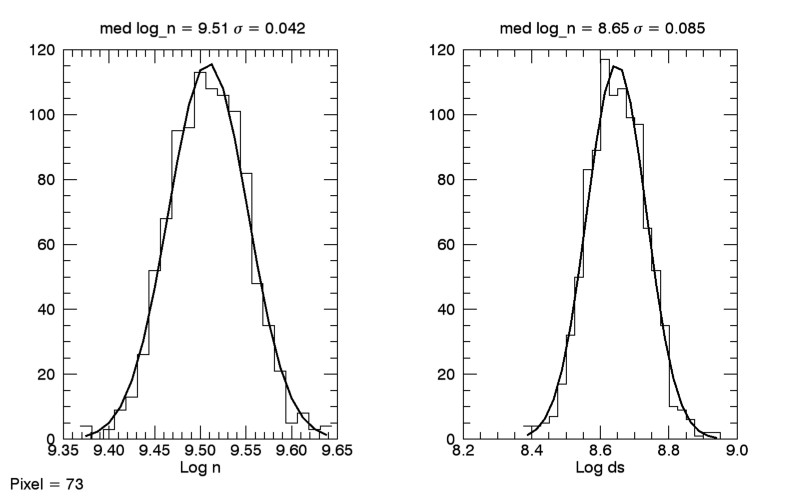 med log_n = 9.51 σ = 0.042
120
100
80
60
40
20
0
9.35 9.40 9.45 9.50 9.55 9.60 9.65
Log n
med log_n = 8.65 σ = 0.085
120
100
80
60
40
20
0
8.2 8.4 8.6 8.8 9.0
Log ds
Pixel = 73